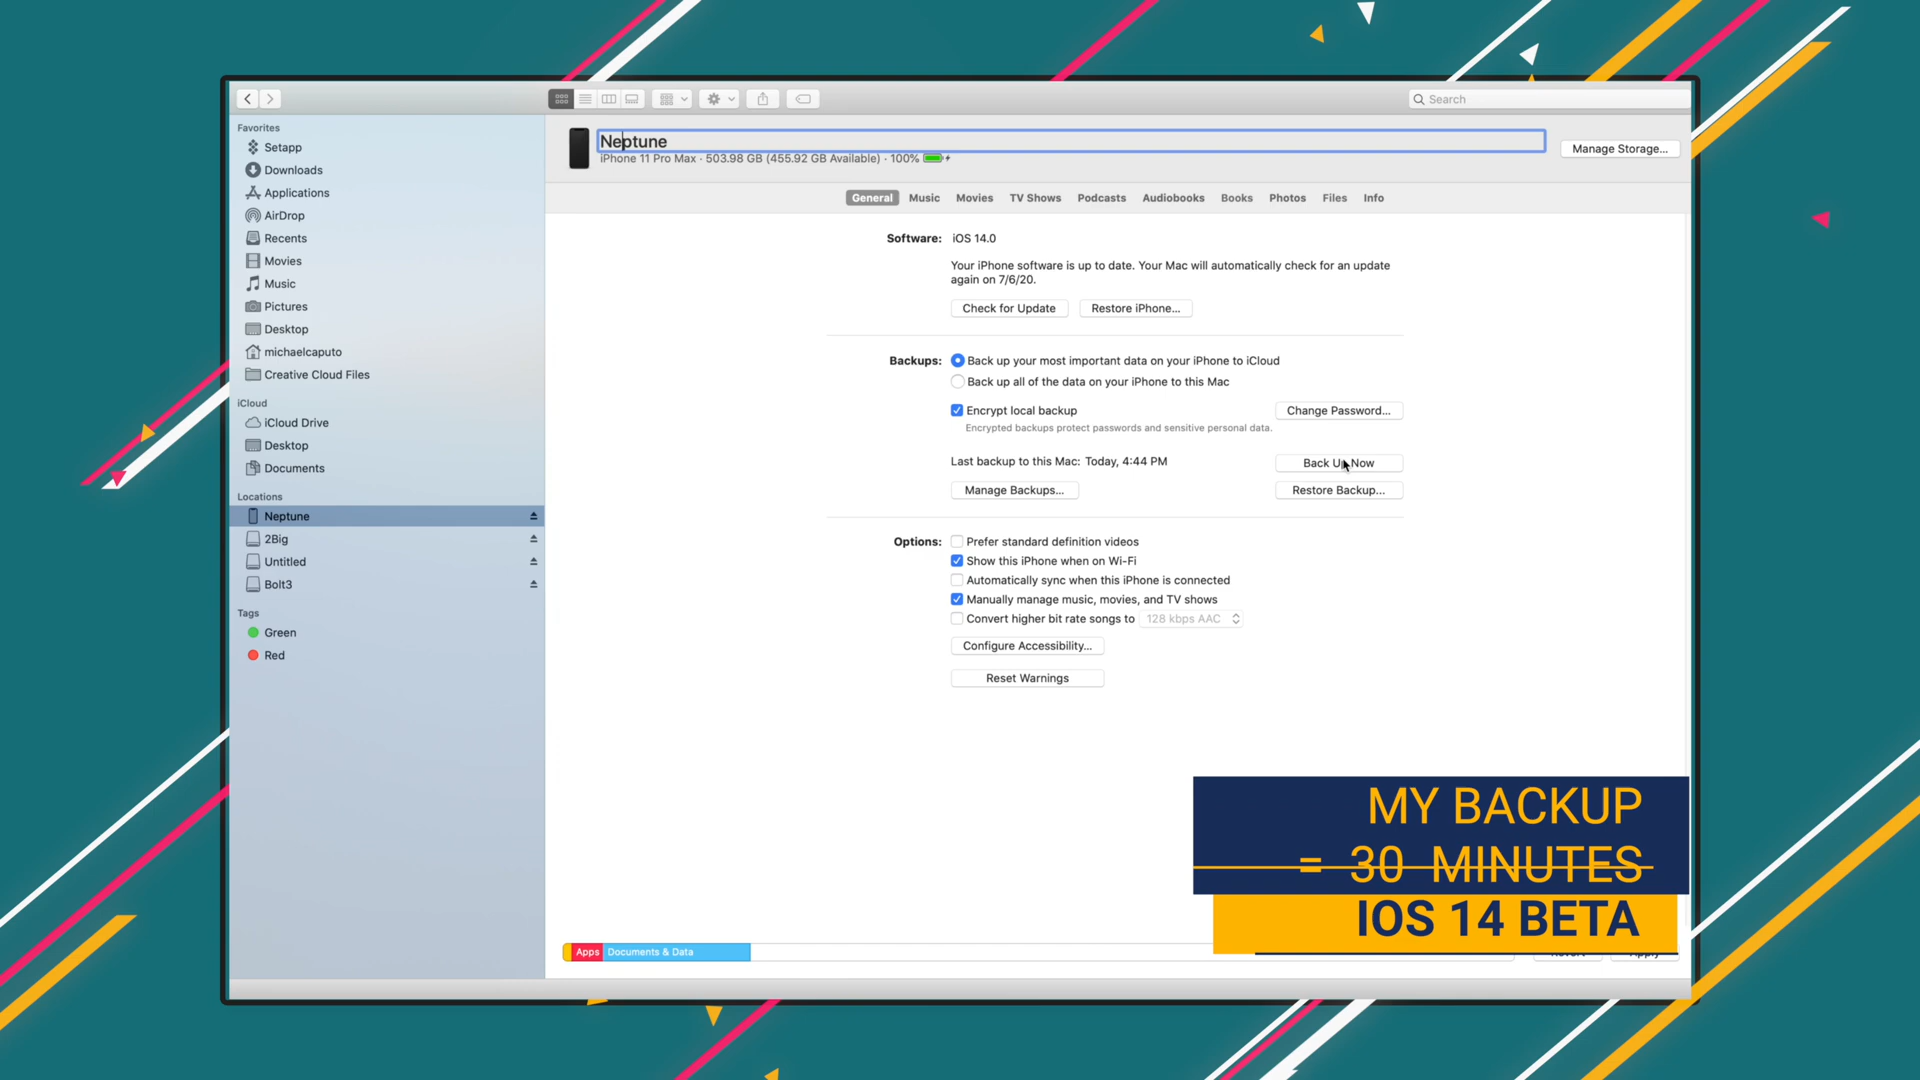 Search
Favorites
Setapp
Downloads
Applications
AirDrop
Recents
Movies
Music
Pictures
Desktop
michaelcaputo
Creative Cloud Files
iCloud
iCloud Drive
Desktop
Documents
Locations
Neptune
2Big
Untitled
Bolt3
Tags
Green
Red
Neptune
iPhone 11 Pro Max · 503.98 GB (455.92 GB Available) · 100%
Manage Storage...
General Music Movies TV Shows Podcasts Audiobooks Books Photos Files Info
Software: iOS 14.0
Your iPhone software is up to date. Your Mac will automatically check for an update
again on 7/6/20.
Check for Update Restore iPhone...
Backups: Back up your most important data on your iPhone to iCloud
Back up all of the data on your iPhone to this Mac
Encrypt local backup Change Password...
Encrypted backups protect passwords and sensitive personal data.
Last backup to this Mac: Today, 4:44 PM Back Up Now
Manage Backups... Restore Backup...
Options: Prefer standard definition videos
Show this iPhone when on Wi-Fi
Automatically sync when this iPhone is connected
Manually manage music, movies, and TV shows
Convert higher bit rate songs to 128 kbps AAC
Configure Accessibility...
Reset Warnings
MY BACKUP
= 30 MINUTES
IOS 14 BETA
Apps Documents & Data